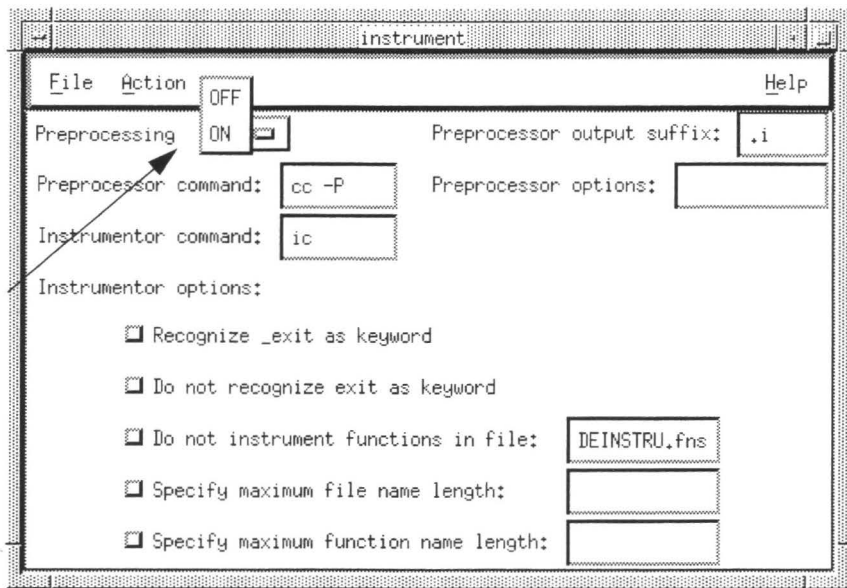 instrument
File Action Help
OFF
ON
Preprocessing Preprocessor output suffix: .i
Preprocessor command: cc -P Preprocessor options:
Instrumentor command: ic
Instrumentor options:
Recognize _exit as keyword
Do not recognize exit as keyword
Do not instrument functions in file: DEINSTRU.fns
Specify maximum file name length:
Specify maximum function name length: